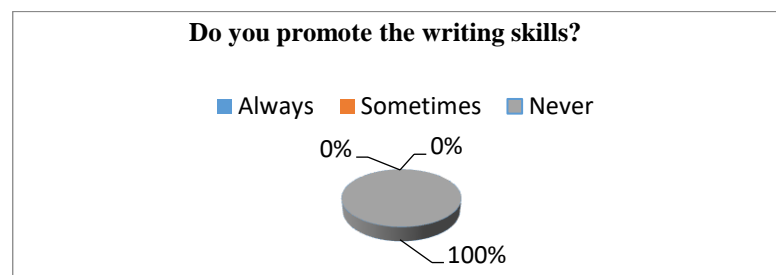 Do you promote the writing skills?
Always Sometimes Never
0% 0%
100%